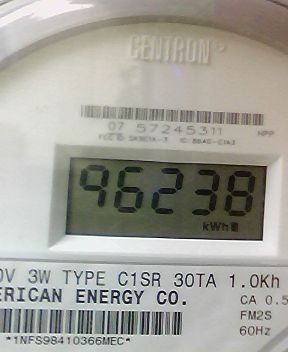 CENTRON
07 57245311 NPP
96238
kWh
0V 3W TYPE C1SR 30TA 1.0Kh
ERICAN ENERGY CO. CA 0.5
FM2S
60Hz
*1NFS98410366MEC*